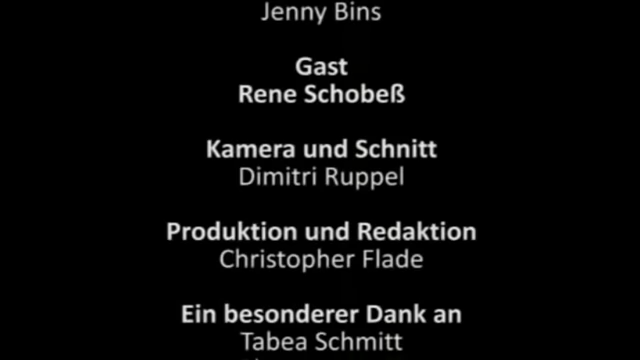 Jenny Bins
Gast
Rene Schobeß
Kamera und Schnitt
Dimitri Ruppel
Produktion und Redaktion
Christopher Flade
Ein besonderer Dank an
Tabea Schmitt